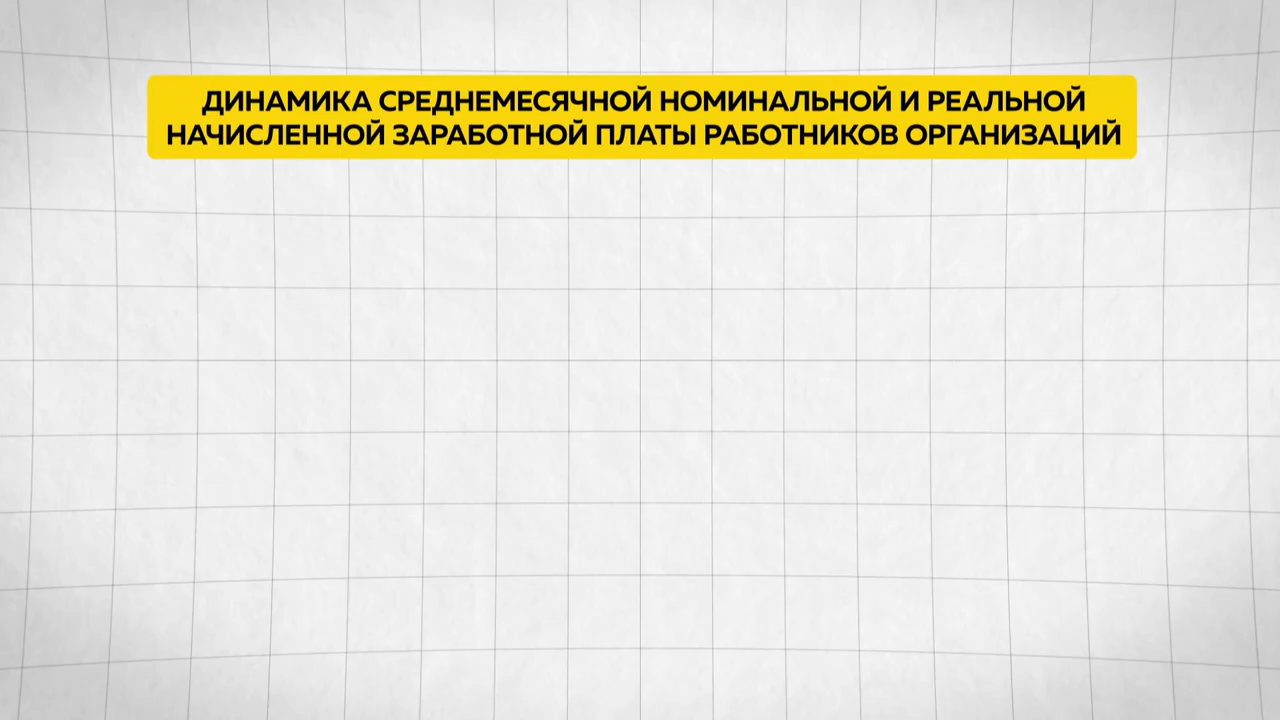 ДИНАМИКА СРЕДНЕМЕСЯЧНОЙ НОМИНАЛЬНОЙ И РЕАЛЬНОЙ
НАЧИСЛЕННОЙ ЗАРАБОТНОЙ ПЛАТЫ РАБОТНИКОВ ОРГАНИЗАЦИЙ